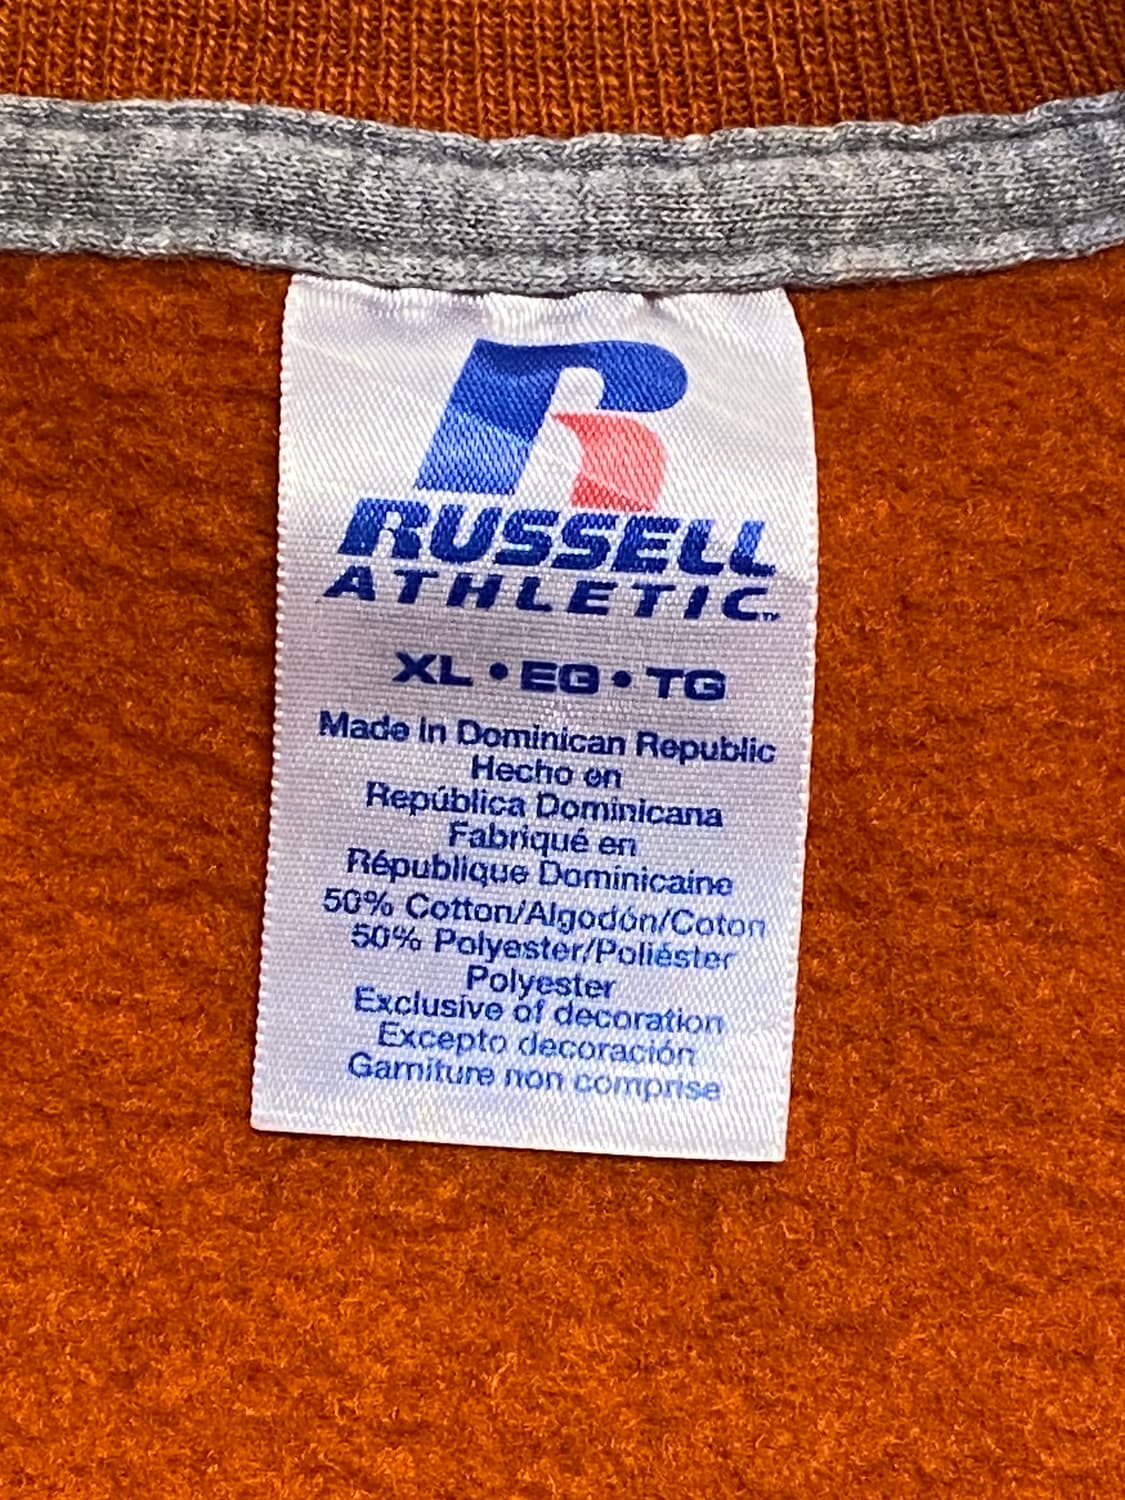 R
RUSSELL
ATHLETIC™
XL • EG • TG
Made in Dominican Republic
Hecho en
República Dominicana
Fabriqué en
République Dominicaine
50% Cotton/Algodón/Coton
50% Polyester/Poliéster
Polyester
Exclusive of decoration
Excepto decoración
Garniture non comprise